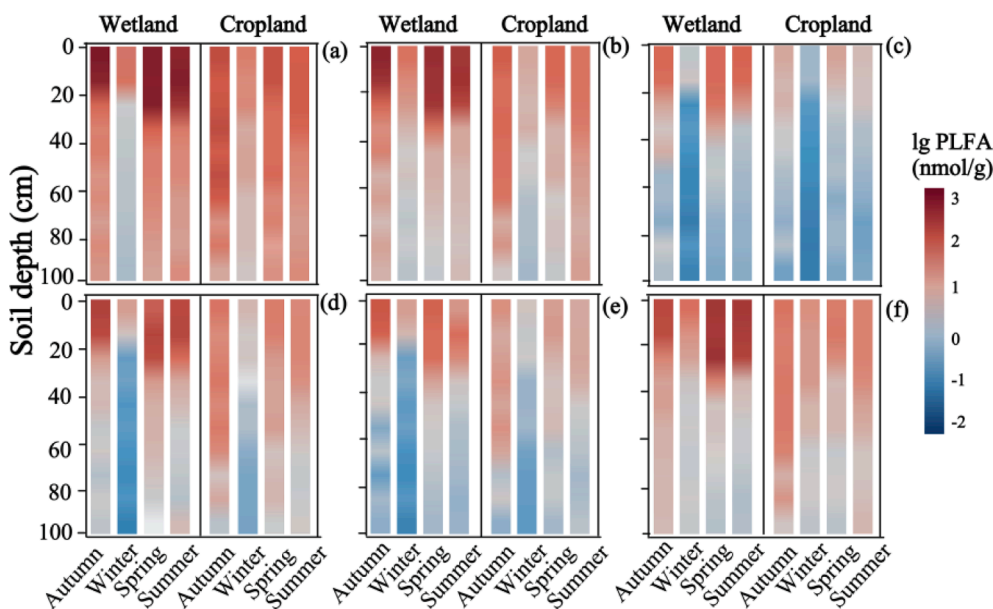 Wetland Cropland Wetland Cropland Wetland Cropland
(a) (b) (c)
0
20
40
60
80
100
lg PLFA
(nmol/g)
3
2
1
0
-1
-2
Soil depth (cm)
(d) (e) (f)
0
20
40
60
80
100
Autumn Winter Spring Summer Autumn Winter Spring Summer Autumn Winter Spring Summer Autumn Winter Spring Summer Autumn Winter Spring Summer Autumn Winter Spring Summer